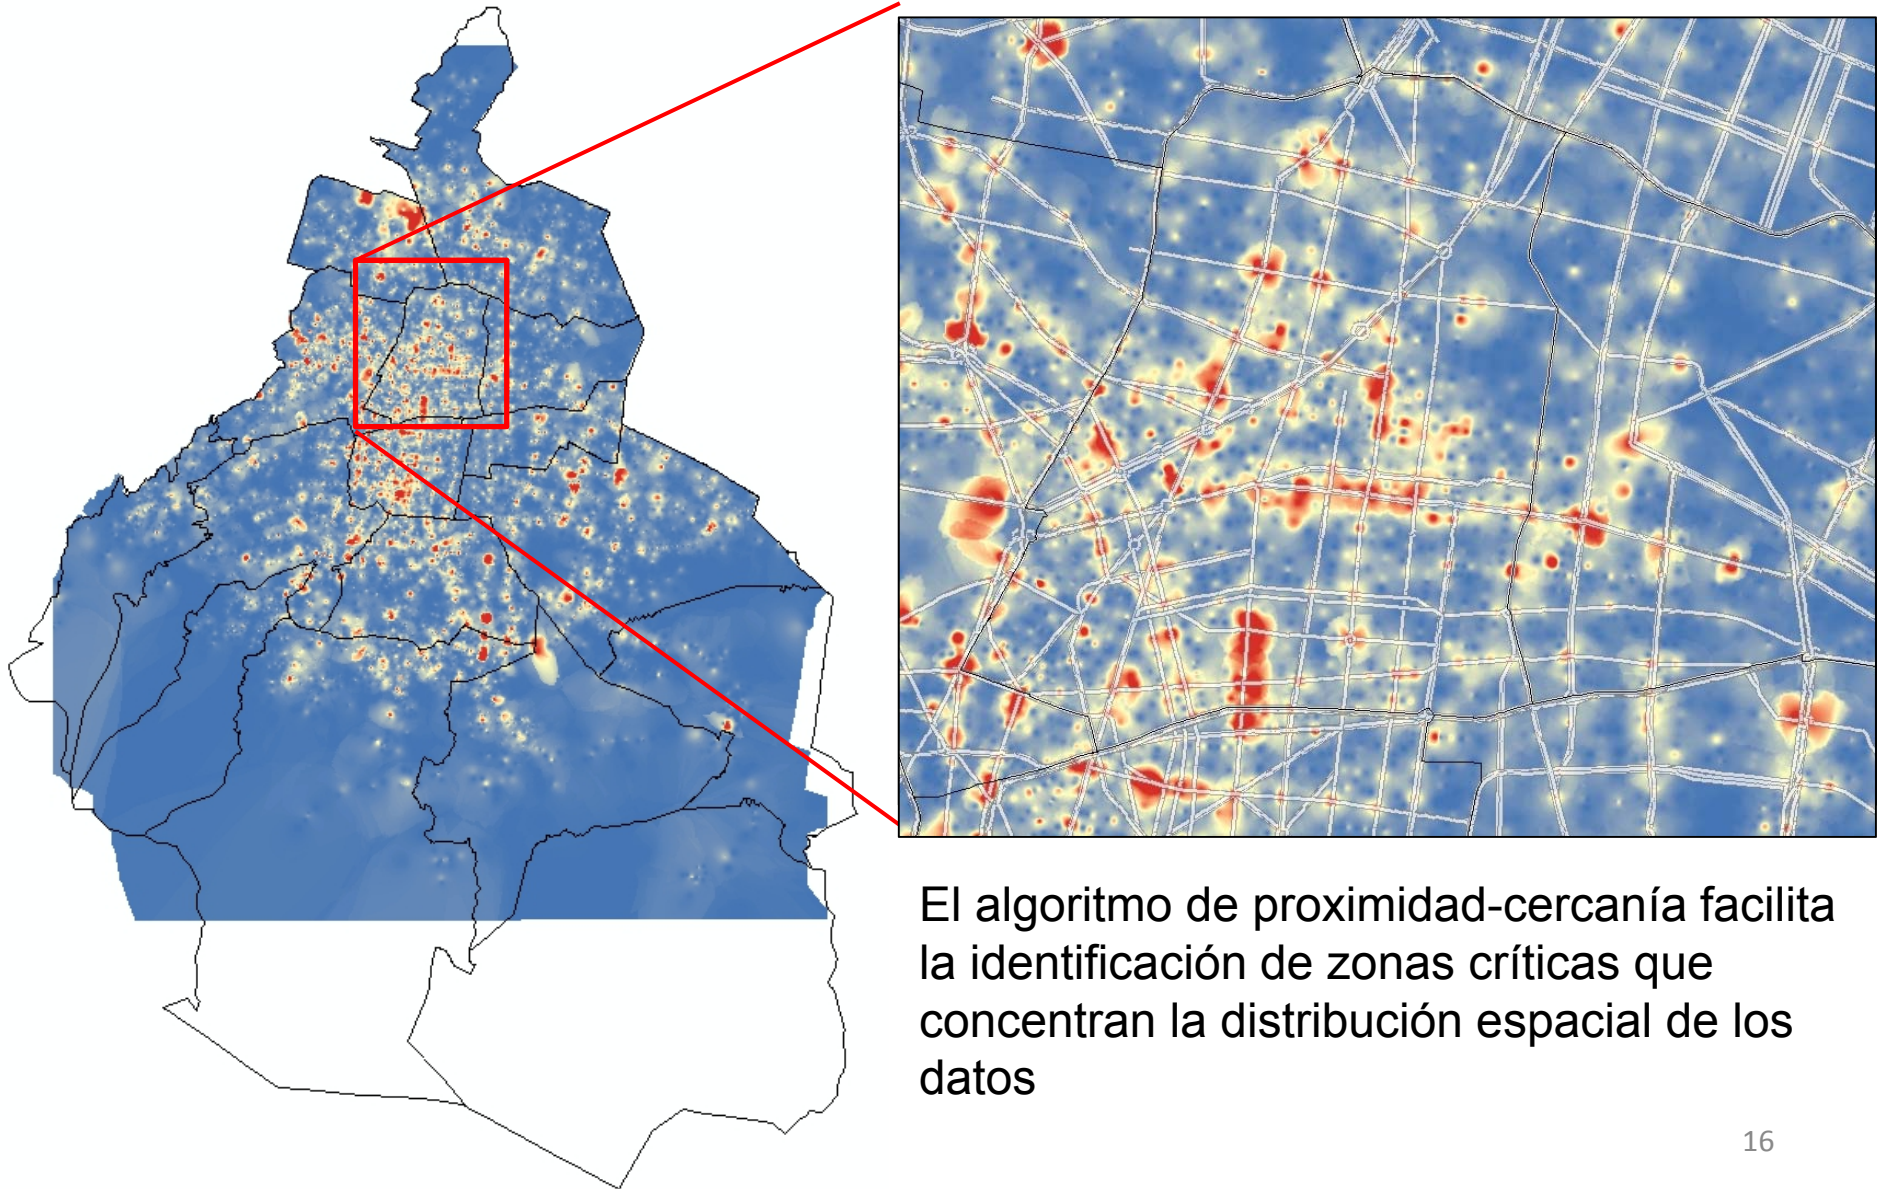 El algoritmo de proximidad-cercanía facilita
la identificación de zonas críticas que
concentran la distribución espacial de los
datos
16